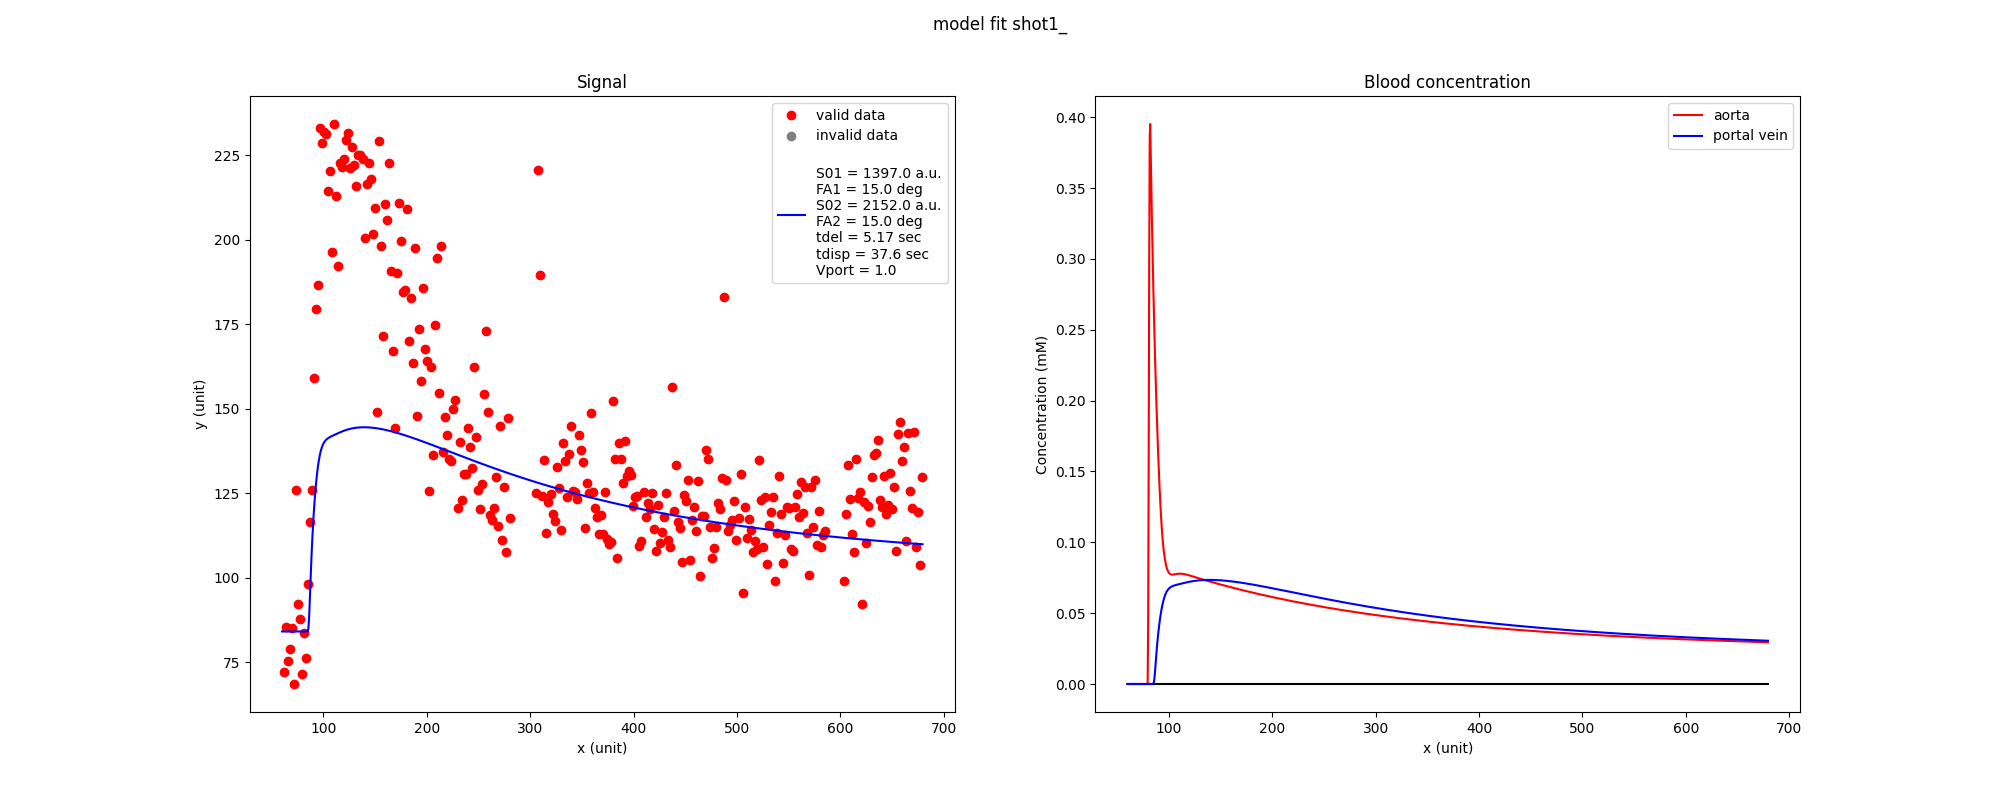 model fit shot1_
Signal
valid data
invalid data
S01 = 1397.0 a.u.
FA1 = 15.0 deg
S02 = 2152.0 a.u.
FA2 = 15.0 deg
tdel = 5.17 sec
tdisp = 37.6 sec
Vport = 1.0
225
200
175
150
125
100
75
y (unit)
100 200 300 400 500 600 700
x (unit)
Blood concentration
aorta
portal vein
0.40
0.35
0.30
0.25
0.20
0.15
0.10
0.05
0.00
Concentration (mM)
100 200 300 400 500 600 700
x (unit)